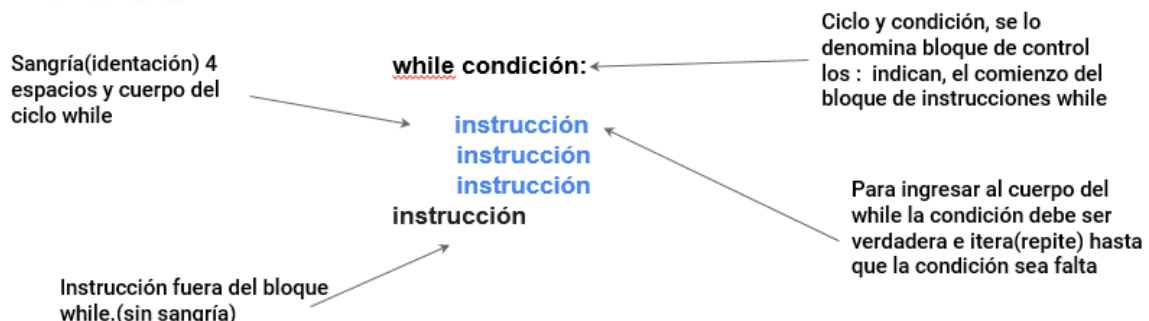 Sangría(identación) 4
espacios y cuerpo del
ciclo while
while condición:
Ciclo y condición, se lo
denomina bloque de control
los : indican, el comienzo del
bloque de instrucciones while
instrucción
instrucción
instrucción
instrucción
Para ingresar al cuerpo del
while la condición debe ser
verdadera e itera(repite) hasta
que la condición sea falta
Instrucción fuera del bloque
while.(sin sangría)